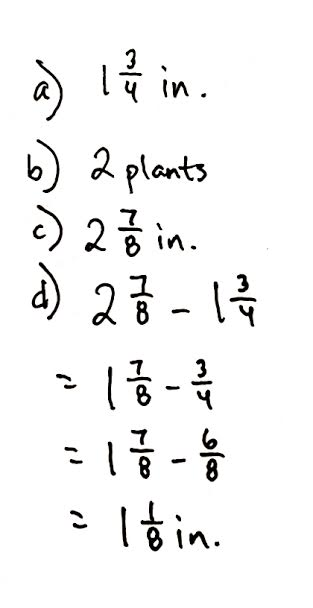 a) 1 3/4 in.
b) 2 plants
c) 2 7/8 in.
d) 2 7/8 - 1 3/4
= 1 7/8 - 3/4
= 1 7/8 - 6/8
= 1 1/8 in.